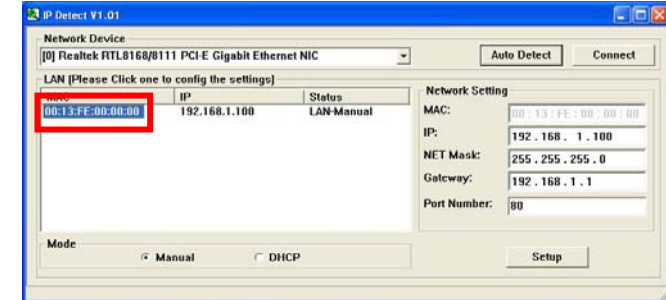 IP Detect V1.01
Network Device
[0] Realtek RTL8168/8111 PCI-E Gigabit Ethernet NIC
Auto Detect
Connect
LAN [Please Click one to config the settings]
MAC IP Status
00:13:FE:00:00:00 192.168.1.100 LAN-Manual
Network Setting
MAC: 00 : 13 : FE : 00 : 00 : 00
IP: 192 . 168 . 1 . 100
NET Mask: 255 . 255 . 255 . 0
Gateway: 192 . 168 . 1 . 1
Port Number: 80
Mode
Manual DHCP
Setup